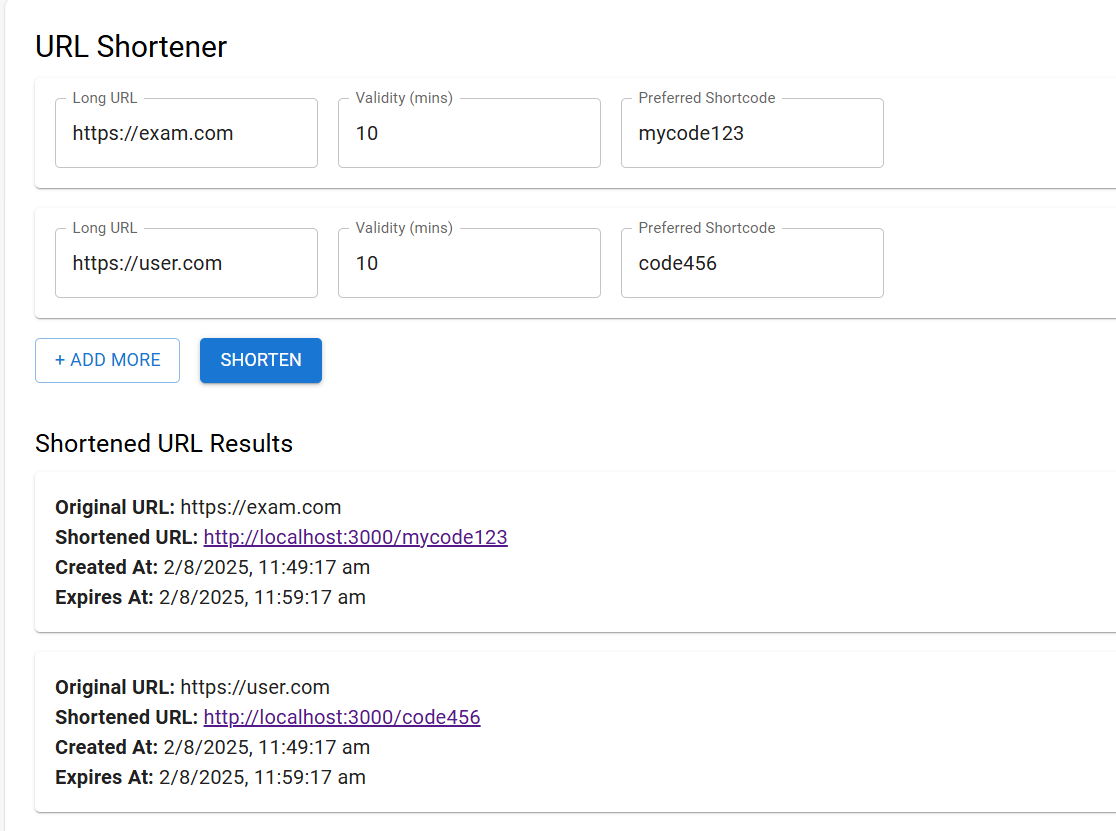 URL Shortener
Long URL
Validity (mins)
Preferred Shortcode
https://exam.com
10
mycode123
Long URL
Validity (mins)
Preferred Shortcode
https://user.com
10
code456
+ ADD MORE
SHORTEN
Shortened URL Results
Original URL: https://exam.com
Shortened URL: http://localhost:3000/mycode123
Created At: 2/8/2025, 11:49:17 am
Expires At: 2/8/2025, 11:59:17 am
Original URL: https://user.com
Shortened URL: http://localhost:3000/code456
Created At: 2/8/2025, 11:49:17 am
Expires At: 2/8/2025, 11:59:17 am